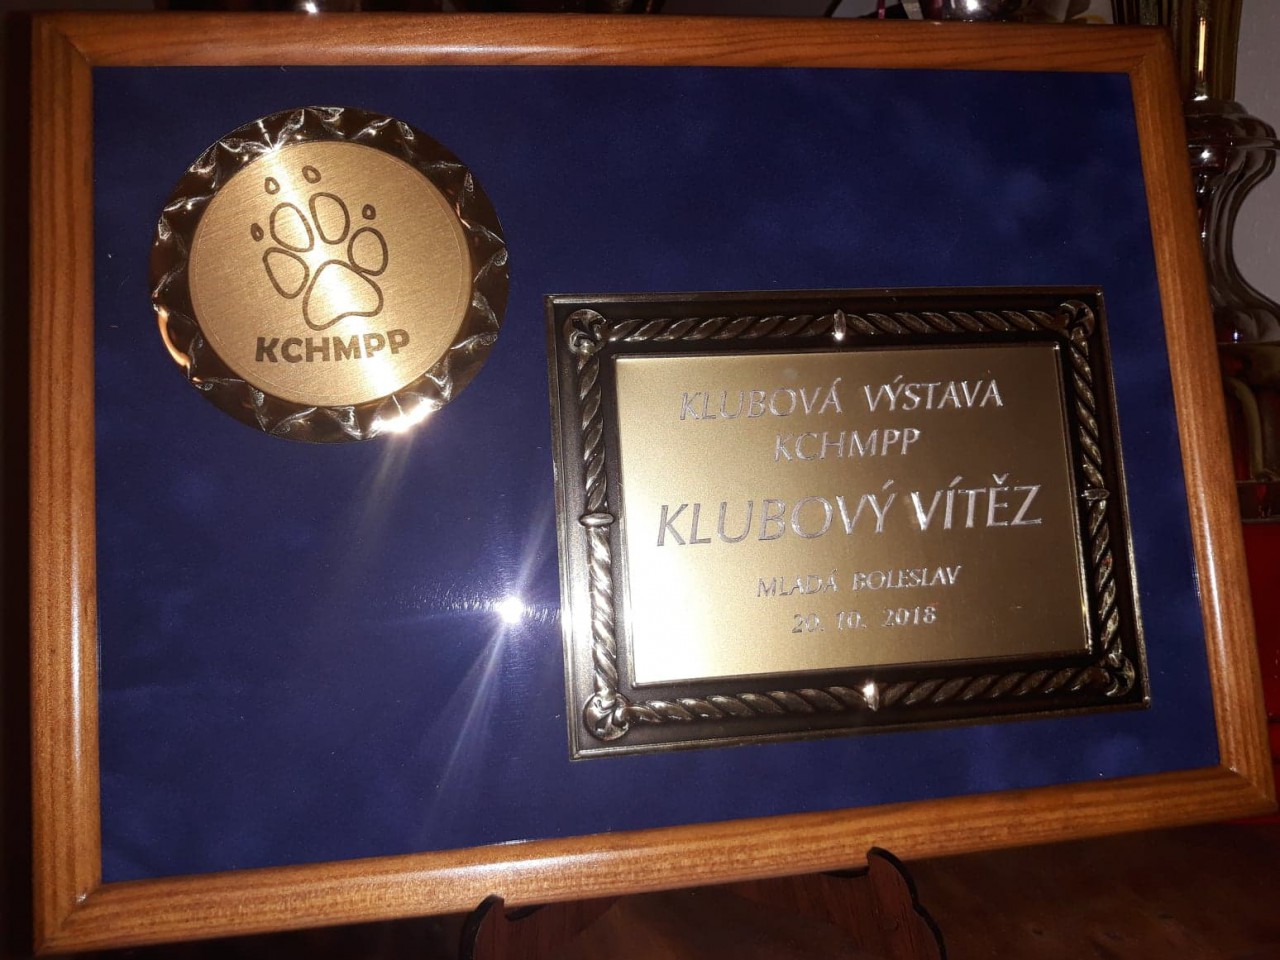 KCHMPP
KLUBOVÁ VÝSTAVA
KCHMPP
KLUBOVÝ VÍTĚZ
MLADÁ BOLESLAV
20. 10. 2018